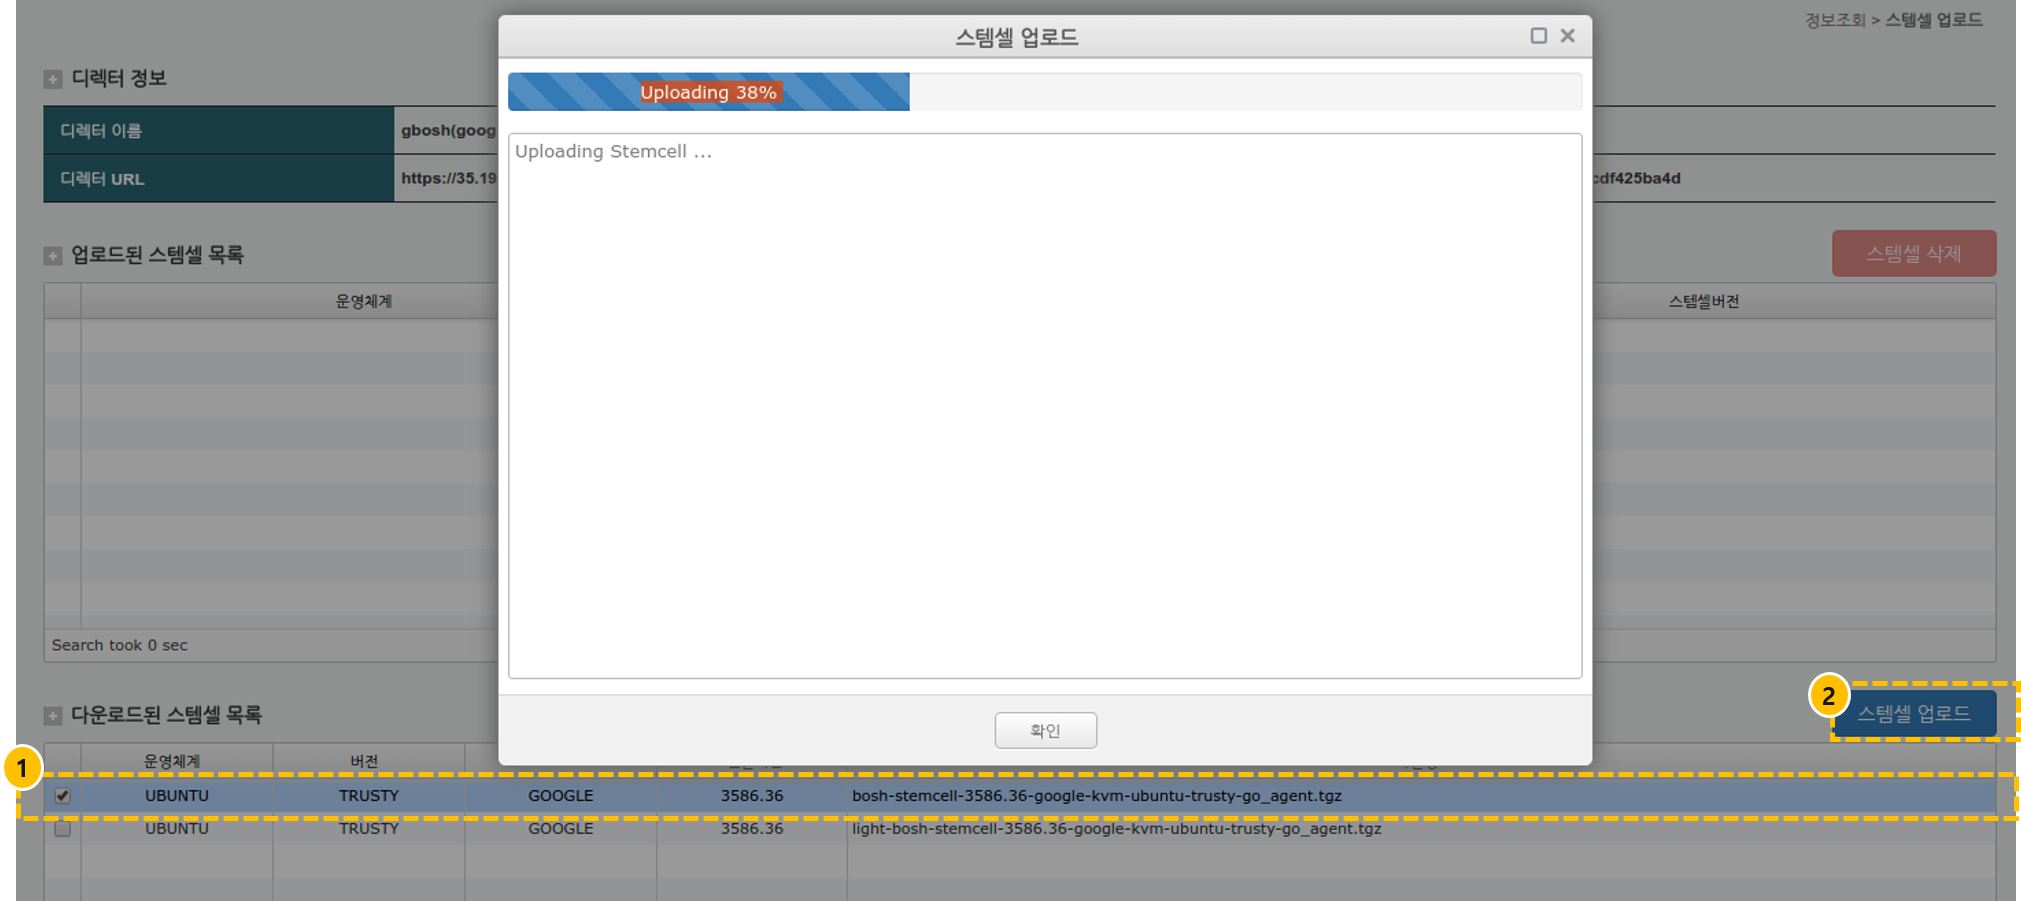 정보조회 > 스템셀 업로드
스템셀 업로드
Uploading 38%
Uploading Stemcell ...
확인
디렉터 정보
디렉터 이름 gbosh(goog
디렉터 URL https://35.19 cdf425ba4d
업로드된 스템셀 목록
스템셀 삭제
운영체계 스템셀버전
Search took 0 sec
다운로드된 스템셀 목록
2
스템셀 업로드
운영체계 버전
1
UBUNTU TRUSTY GOOGLE 3586.36 bosh-stemcell-3586.36-google-kvm-ubuntu-trusty-go_agent.tgz
UBUNTU TRUSTY GOOGLE 3586.36 light-bosh-stemcell-3586.36-google-kvm-ubuntu-trusty-go_agent.tgz